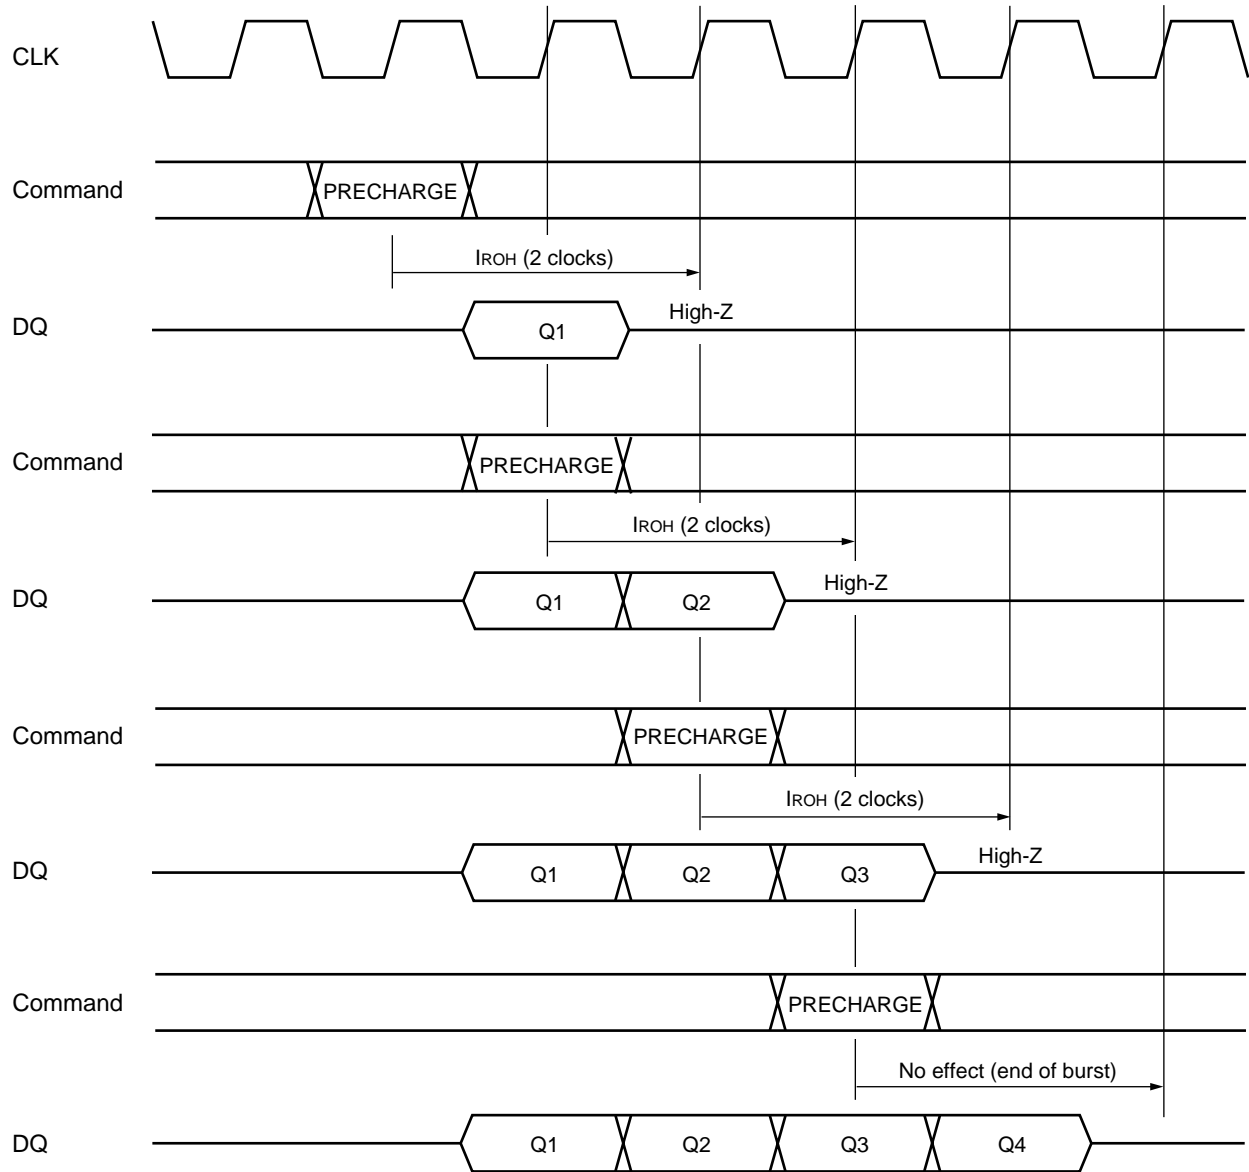 CLK
Command
PRECHARGE
IROH (2 clocks)
DQ
Q1
High-Z
Command
PRECHARGE
IROH (2 clocks)
DQ
Q1
Q2
High-Z
Command
PRECHARGE
IROH (2 clocks)
DQ
Q1
Q2
Q3
High-Z
Command
PRECHARGE
No effect (end of burst)
DQ
Q1
Q2
Q3
Q4